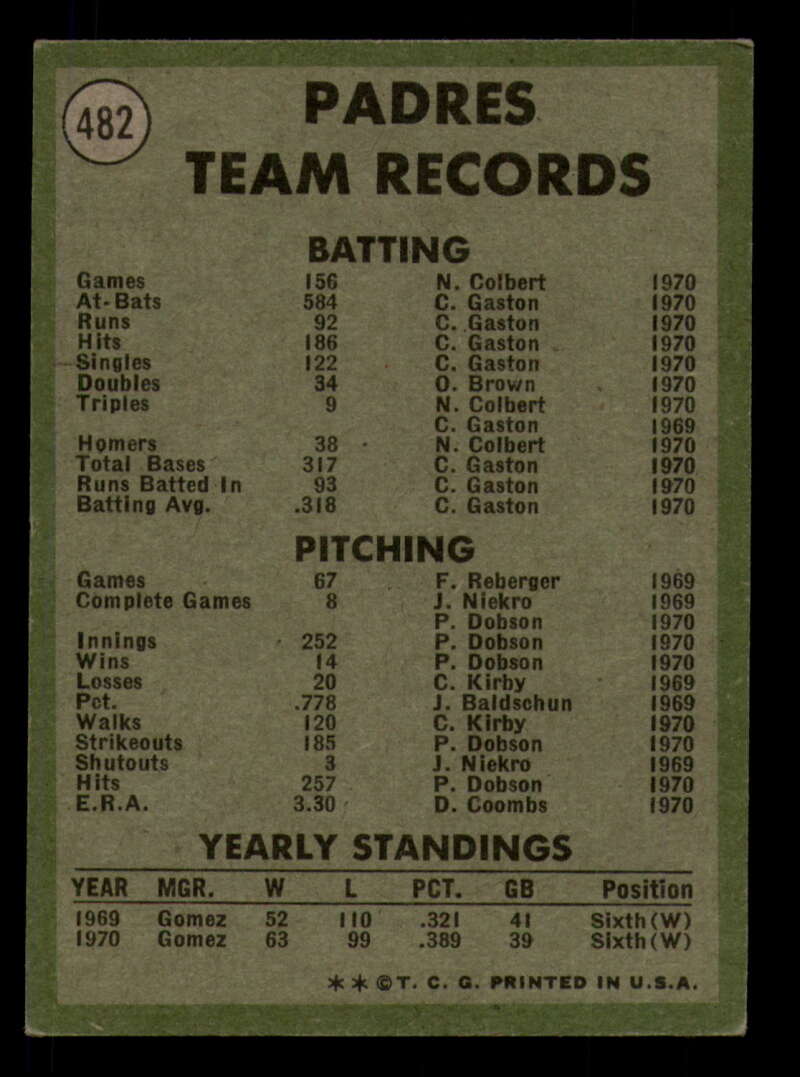 482
PADRES
TEAM RECORDS
BATTING
Games 156 N. Colbert 1970
At-Bats 584 C. Gaston 1970
Runs 92 C. Gaston 1970
Hits 186 C. Gaston 1970
Singles 122 C. Gaston 1970
Doubles 34 O. Brown 1970
Triples 9 N. Colbert 1970
C. Gaston 1969
Homers 38 N. Colbert 1970
Total Bases 317 C. Gaston 1970
Runs Batted In 93 C. Gaston 1970
Batting Avg. .318 C. Gaston 1970
PITCHING
Games 67 F. Reberger 1969
Complete Games 8 J. Niekro 1969
P. Dobson 1970
Innings 252 P. Dobson 1970
Wins 14 P. Dobson 1970
Losses 20 C. Kirby 1969
Pct. .778 J. Baldschun 1969
Walks 120 C. Kirby 1970
Strikeouts 185 P. Dobson 1970
Shutouts 3 J. Niekro 1969
Hits 257 P. Dobson 1970
E.R.A. 3.30 D. Coombs 1970
YEARLY STANDINGS
YEAR MGR. W L PCT. GB Position
1969 Gomez 52 110 .321 41 Sixth(W)
1970 Gomez 63 99 .389 39 Sixth(W)
** ©T. C. G. PRINTED IN U.S.A.